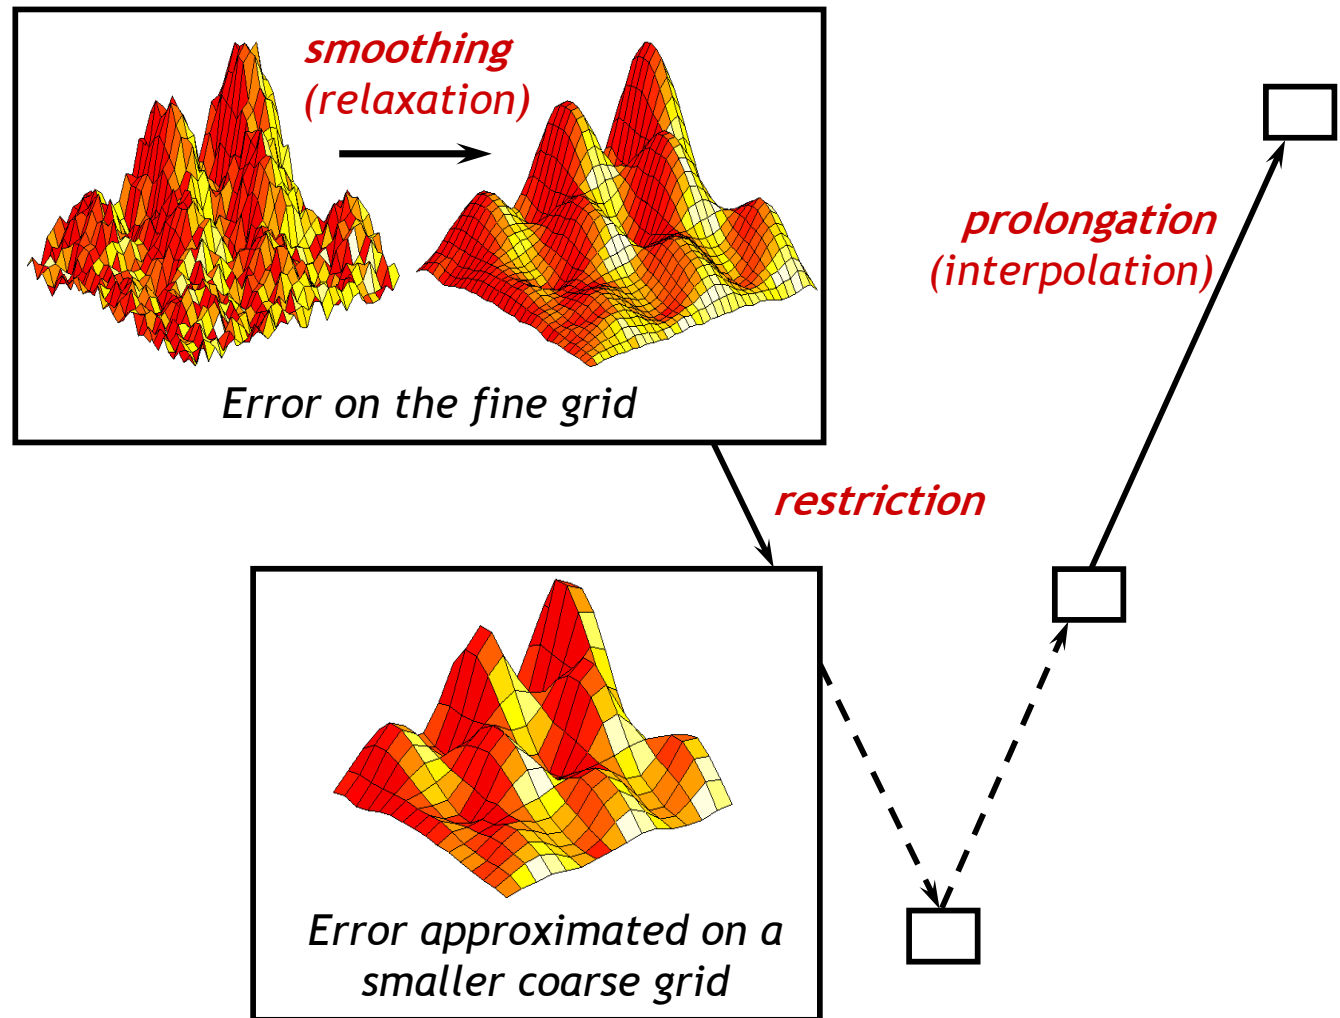 smoothing
(relaxation)
prolongation
(interpolation)
Error on the fine grid
restriction
Error approximated on a
smaller coarse grid